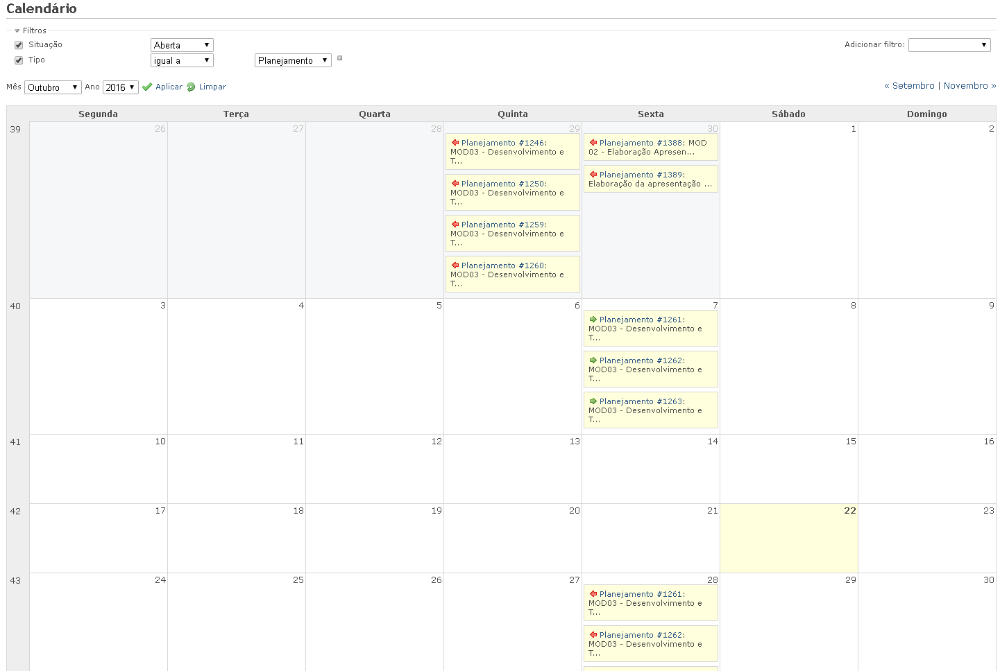 Calendário
Filtros
Situação Aberta Adicionar filtro:
Tipo igual a Planejamento
Mês Outubro Ano 2016 Aplicar Limpar « Setembro | Novembro »
Segunda Terça Quarta Quinta Sexta Sábado Domingo
39 26 27 28 29 30 1 2
Planejamento #1246:
MOD03 - Desenvolvimento e
T...
Planejamento #1250:
MOD03 - Desenvolvimento e
T...
Planejamento #1259:
MOD03 - Desenvolvimento e
T...
Planejamento #1260:
MOD03 - Desenvolvimento e
T...
Planejamento #1388: MOD
02 - Elaboração Apresen...
Planejamento #1389:
Elaboração da apresentação ...
40 3 4 5 6 7 8 9
Planejamento #1261:
MOD03 - Desenvolvimento e
T...
Planejamento #1262:
MOD03 - Desenvolvimento e
T...
Planejamento #1263:
MOD03 - Desenvolvimento e
T...
41 10 11 12 13 14 15 16
42 17 18 19 20 21 22 23
43 24 25 26 27 28 29 30
Planejamento #1261:
MOD03 - Desenvolvimento e
T...
Planejamento #1262:
MOD03 - Desenvolvimento e
T...